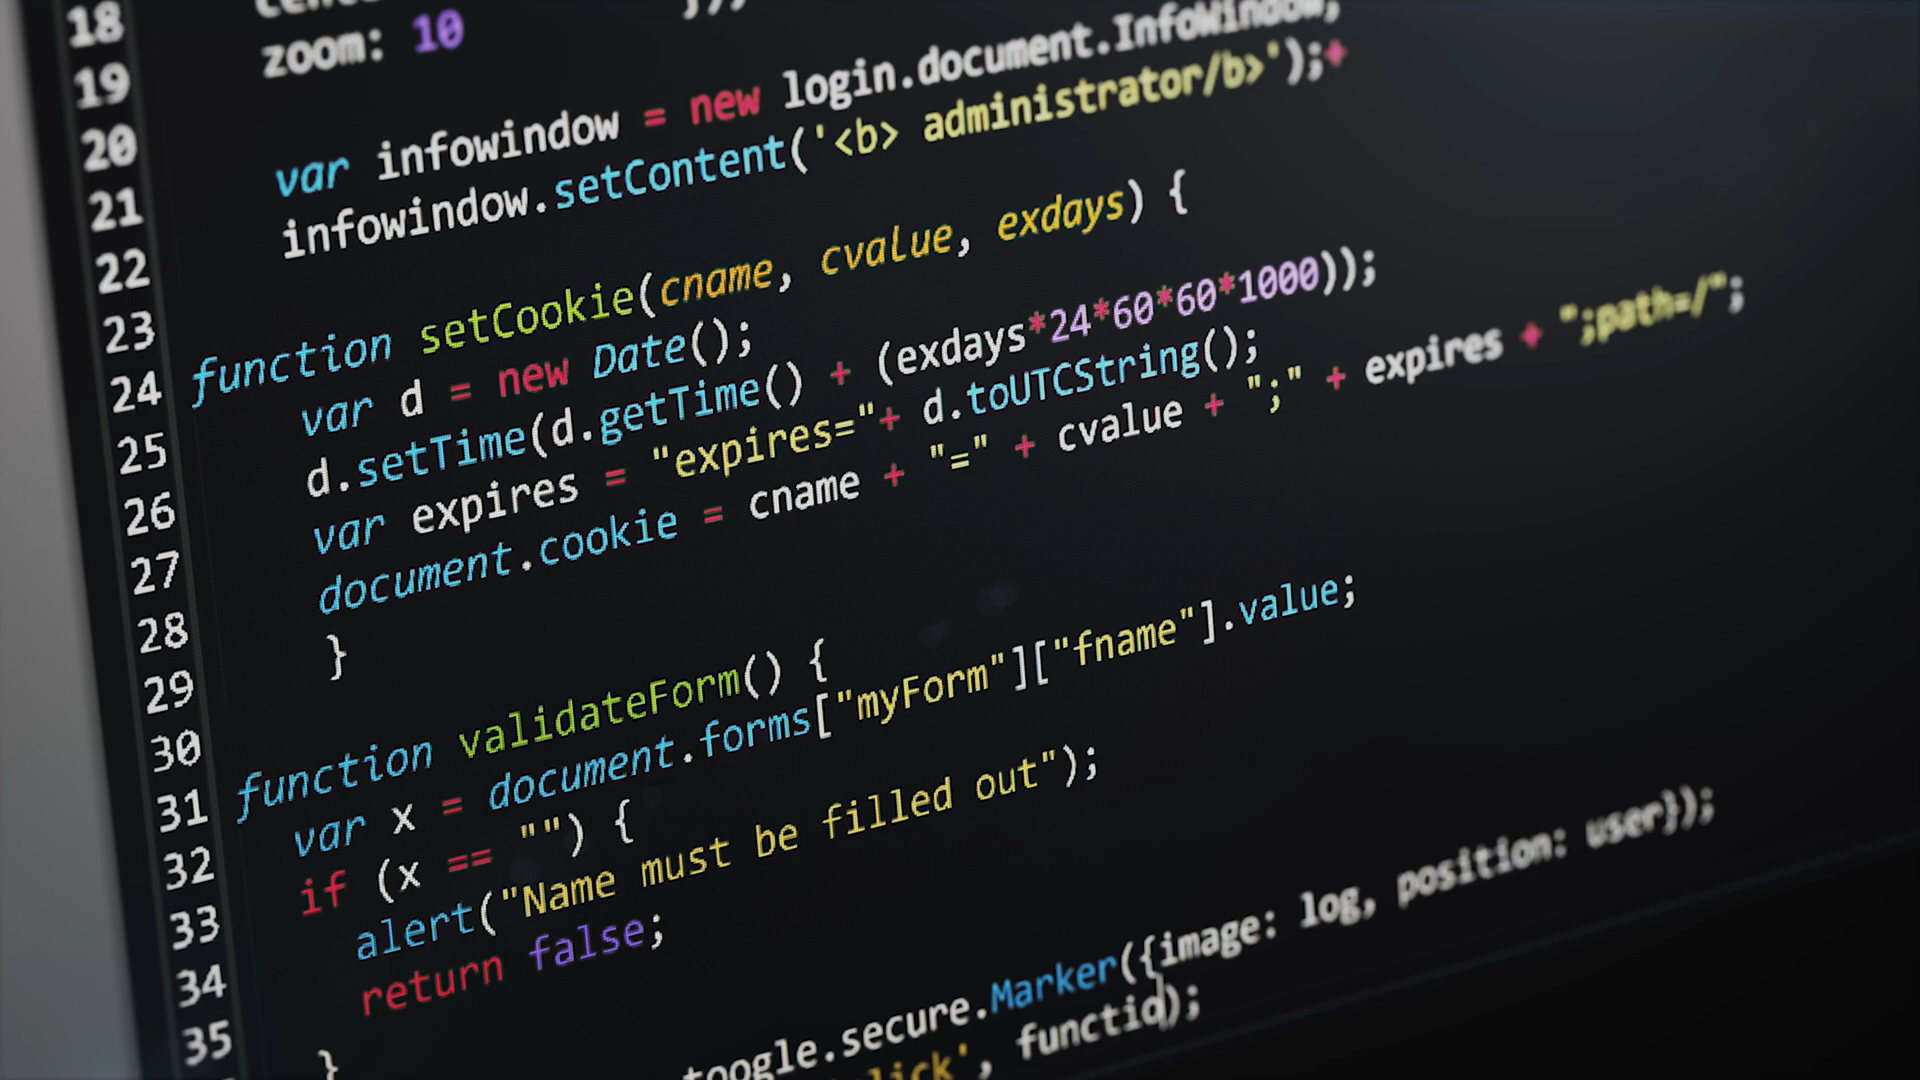 18
19
20
21
22
23
24
25
26
27
28
29
30
31
32
33
34
35
zoom: 10
var infowindow = new login.document.InfoWindow,
infowindow.setContent('<b> administrator/b>');+
function setCookie(cname, cvalue, exdays) {
var d = new Date();
d.setTime(d.getTime() + (exdays*24*60*60*1000));
var expires = "expires="+ d.toUTCString();
document.cookie = cname + "=" + cvalue + ";" + expires + ";path=/";
}
function validateForm() {
var x = document.forms["myForm"]["fname"].value;
if (x == "") {
alert("Name must be filled out");
return false;
}
toogle.secure.Marker({image: log, position: user});
lick', functio);